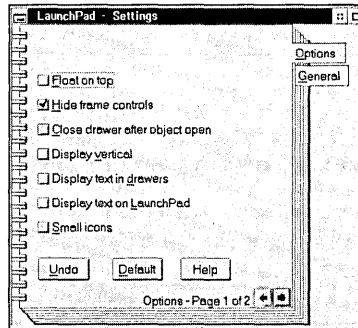 LaunchPad - Settings
Options
General
Float on top
Hide frame controls
Close drawer after object open
Display vertical
Display text in drawers
Display text on LaunchPad
Small icons
Undo
Default
Help
Options - Page 1 of 2